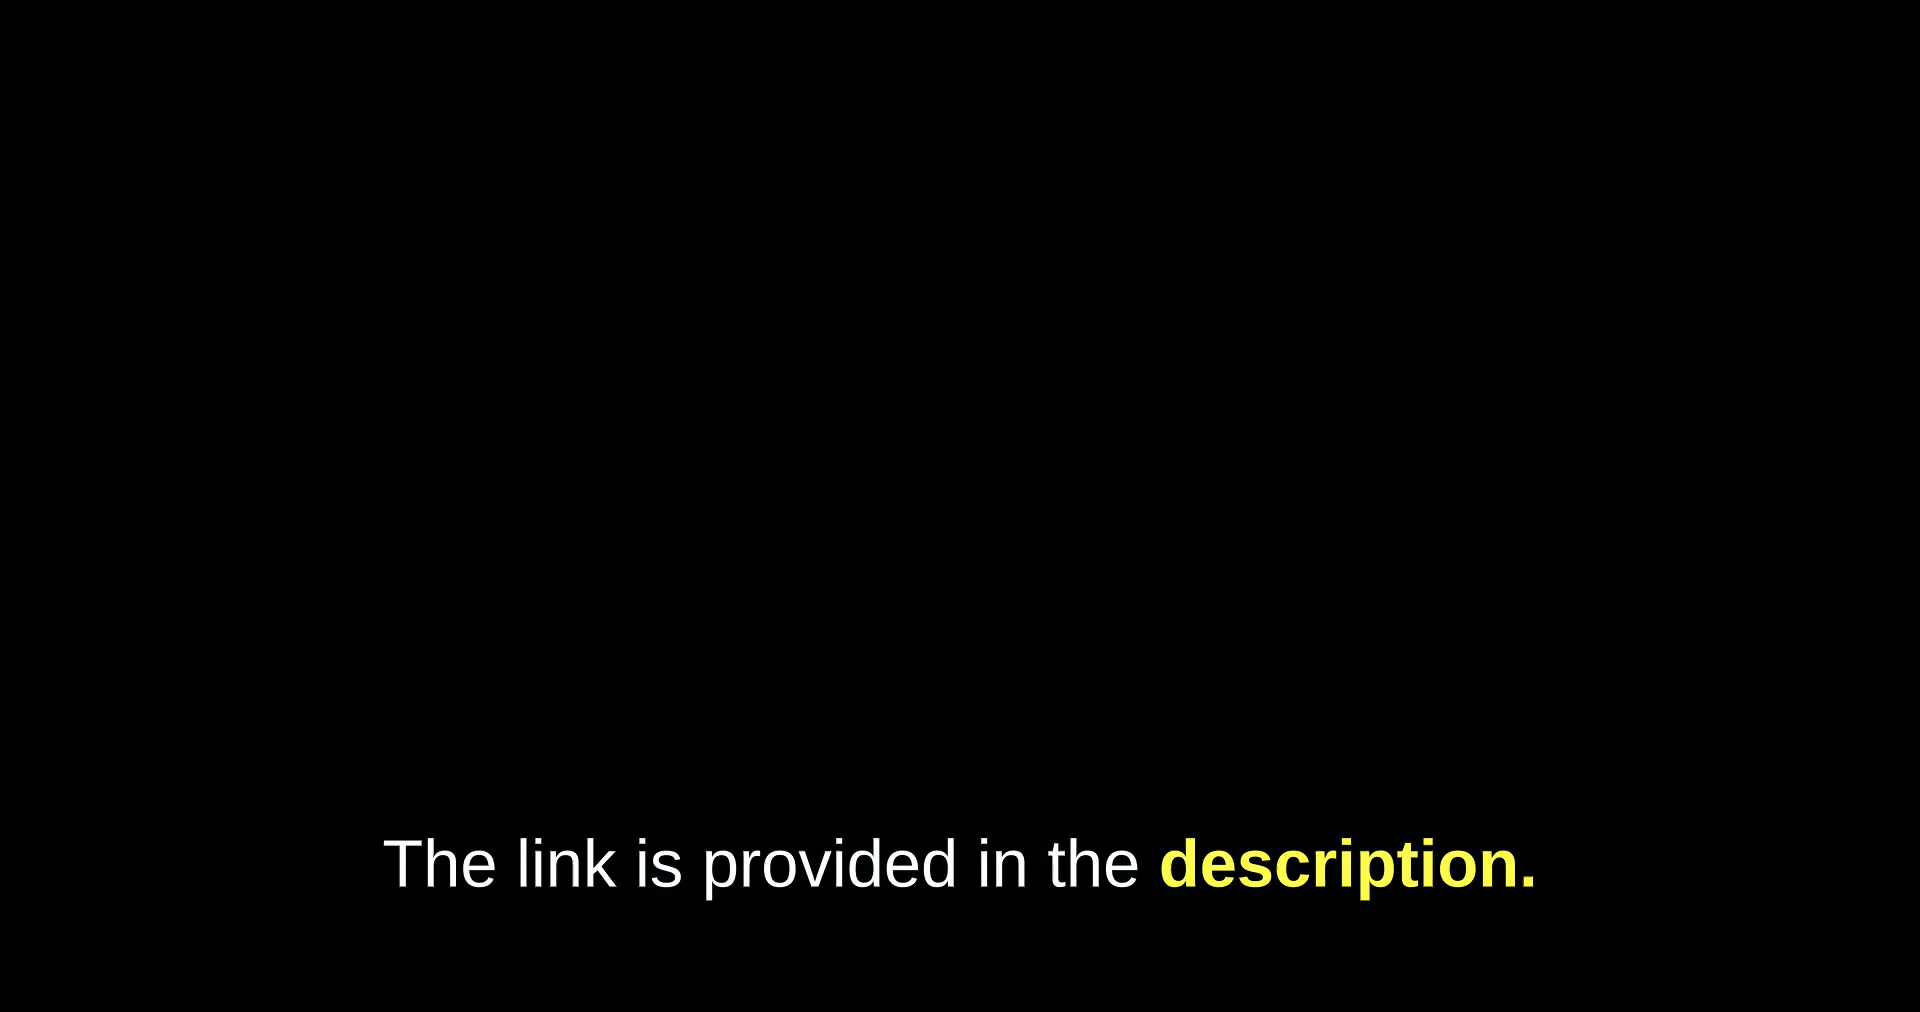 The link is provided in the description.